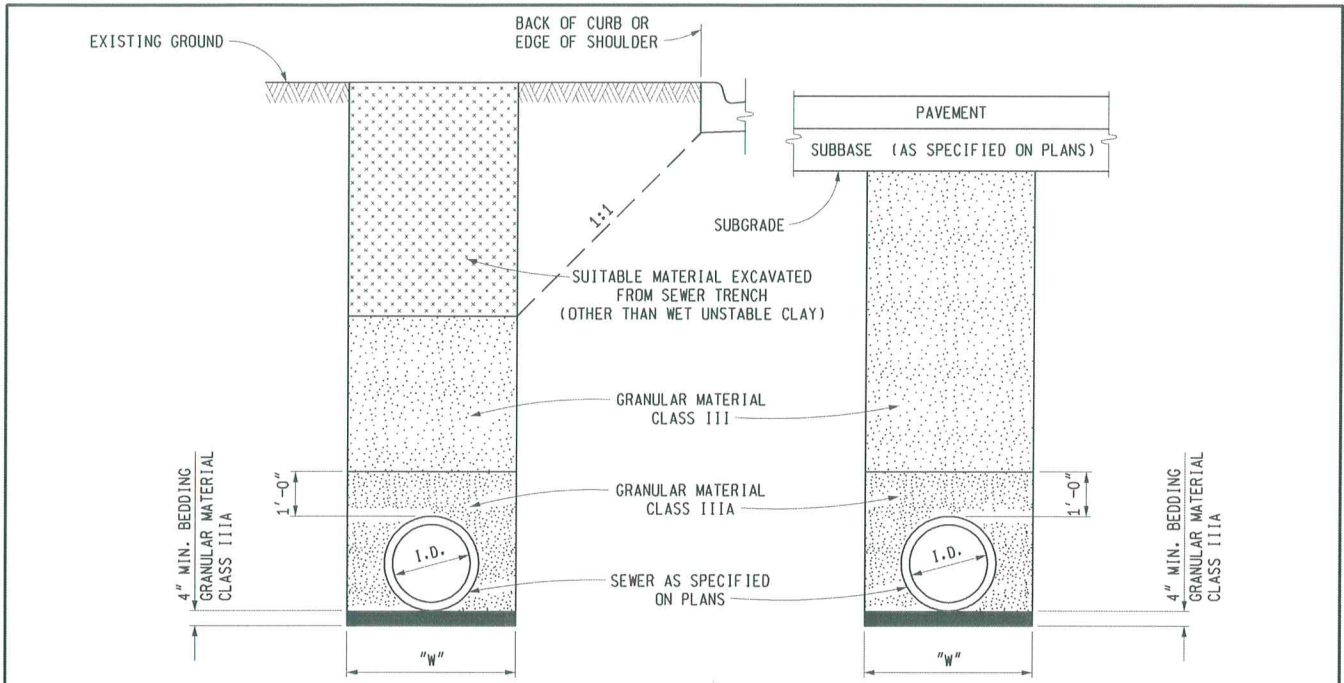 EXISTING GROUND
BACK OF CURB OR
EDGE OF SHOULDER
PAVEMENT
SUBBASE (AS SPECIFIED ON PLANS)
1:1
SUBGRADE
SUITABLE MATERIAL EXCAVATED
FROM SEWER TRENCH
(OTHER THAN WET UNSTABLE CLAY)
GRANULAR MATERIAL
CLASS III
4" MIN. BEDDING
GRANULAR MATERIAL
CLASS IIIA
1'-0"
GRANULAR MATERIAL
CLASS IIIA
1'-0"
4" MIN. BEDDING
GRANULAR MATERIAL
CLASS IIIA
I.D.
I.D.
SEWER AS SPECIFIED
ON PLANS
"W"
"W"